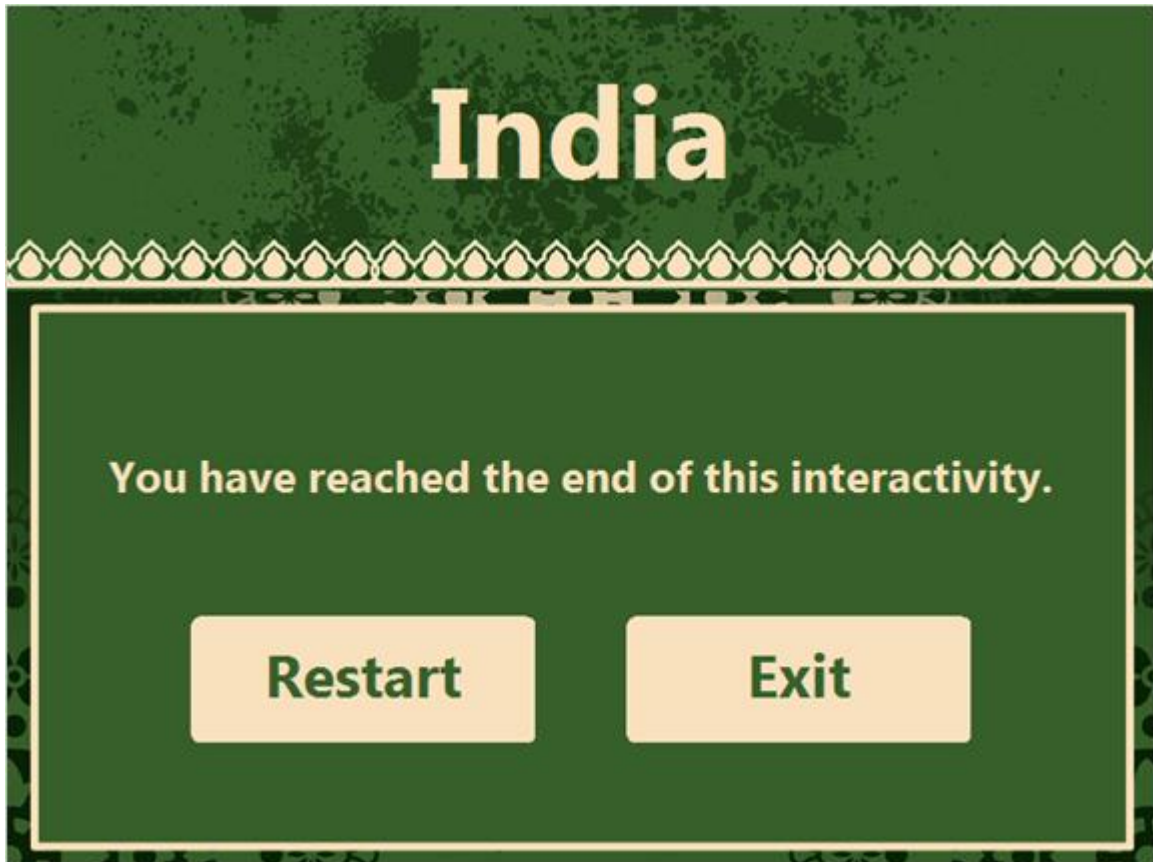 India
You have reached the end of this interactivity.
Restart
Exit